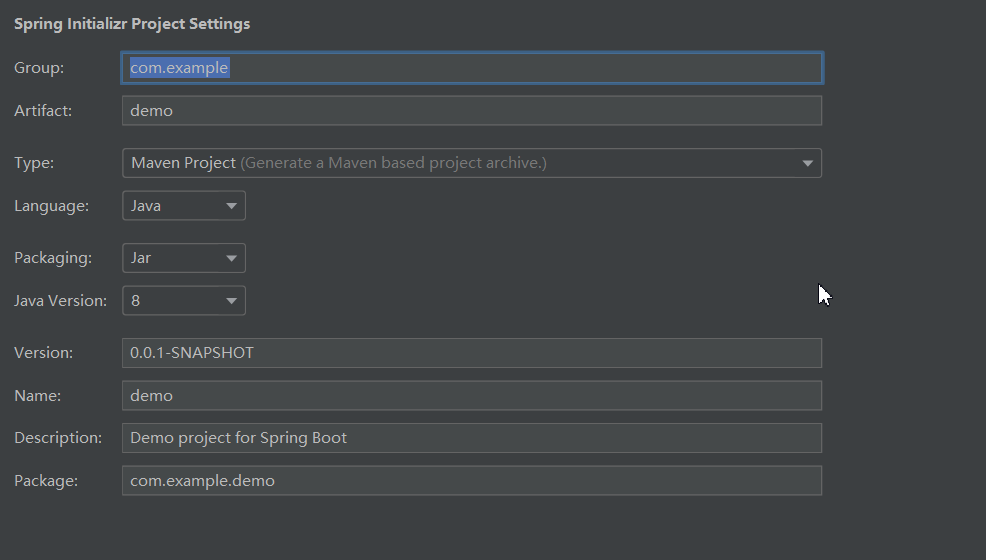 Spring Initializr Project Settings
Group: com.example
Artifact: demo
Type: Maven Project (Generate a Maven based project archive.)
Language: Java
Packaging: Jar
Java Version: 8
Version: 0.0.1-SNAPSHOT
Name: demo
Description: Demo project for Spring Boot
Package: com.example.demo